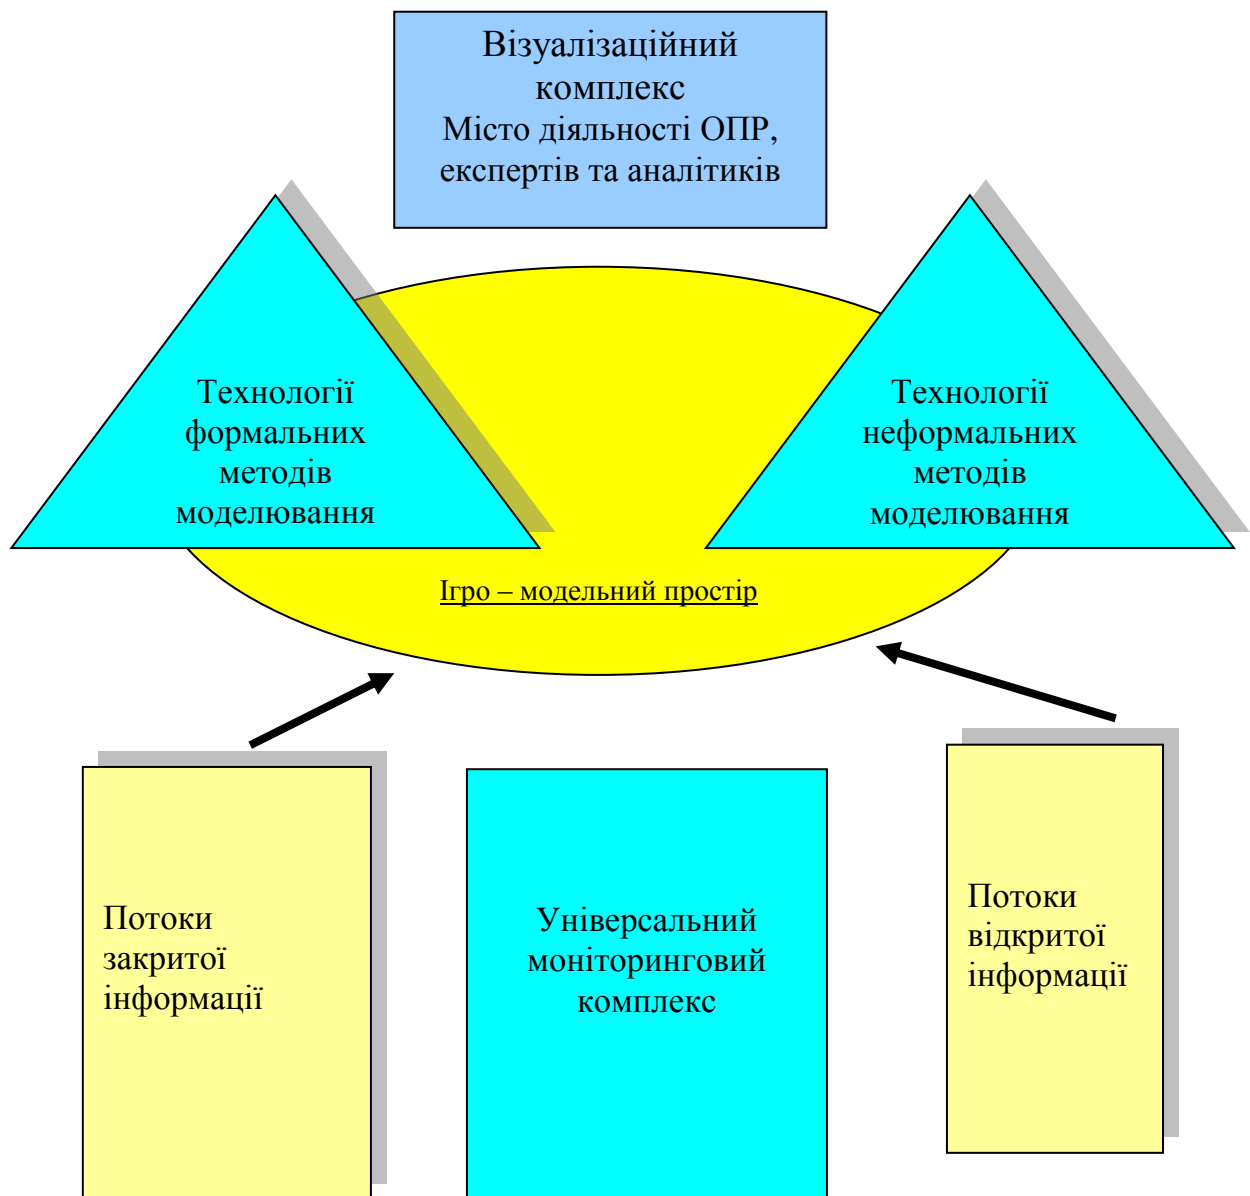 Візуалізаційний
комплекс
Місто діяльності ОПР,
експертів та аналітиків
Технології
формальних
методів
моделювання
Технології
неформальних
методів
моделювання
Ігро – модельний простір
Потоки
закритої
інформації
Універсальний
моніторинговий
комплекс
Потоки
відкритої
інформації